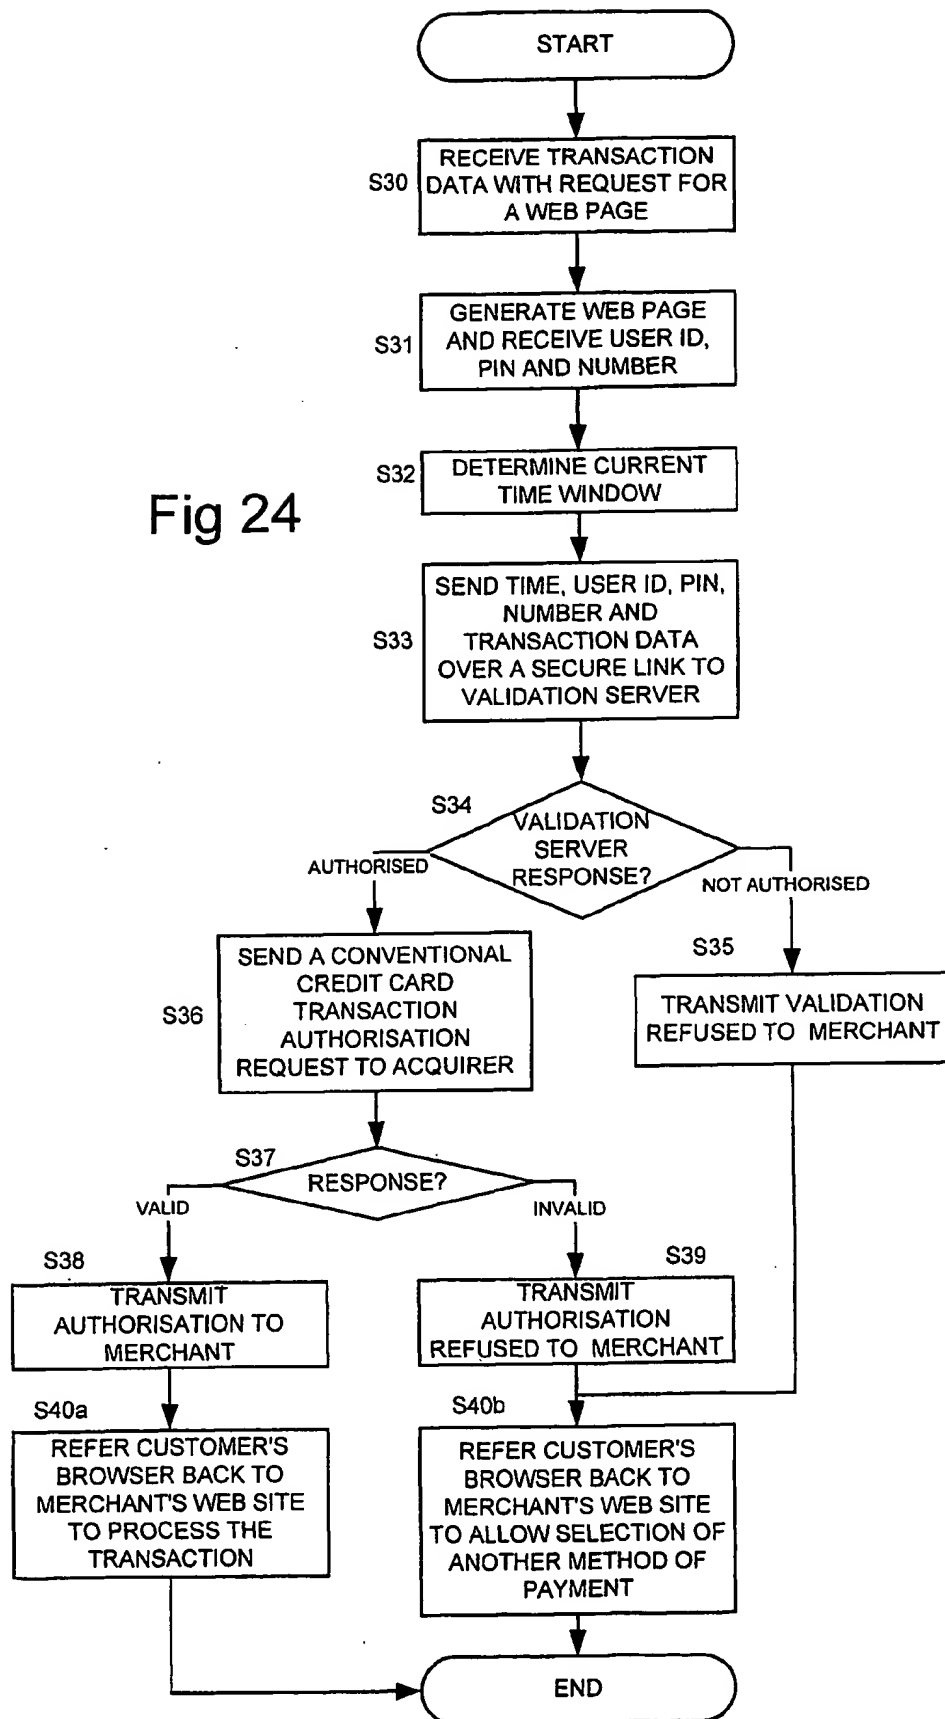 START
S30
RECEIVE TRANSACTION
DATA WITH REQUEST FOR
A WEB PAGE
S31
GENERATE WEB PAGE
AND RECEIVE USER ID,
PIN AND NUMBER
S32
DETERMINE CURRENT
TIME WINDOW
Fig 24
S33
SEND TIME, USER ID, PIN,
NUMBER AND
TRANSACTION DATA
OVER A SECURE LINK TO
VALIDATION SERVER
S34
VALIDATION
SERVER
RESPONSE?
AUTHORISED
NOT AUTHORISED
S36
SEND A CONVENTIONAL
CREDIT CARD
TRANSACTION
AUTHORISATION
REQUEST TO ACQUIRER
S35
TRANSMIT VALIDATION
REFUSED TO MERCHANT
S37
RESPONSE?
VALID
INVALID
S38
TRANSMIT
AUTHORISATION TO
MERCHANT
S39
TRANSMIT
AUTHORISATION
REFUSED TO MERCHANT
S40a
REFER CUSTOMER'S
BROWSER BACK TO
MERCHANT'S WEB SITE
TO PROCESS THE
TRANSACTION
S40b
REFER CUSTOMER'S
BROWSER BACK TO
MERCHANT'S WEB SITE
TO ALLOW SELECTION OF
ANOTHER METHOD OF
PAYMENT
END